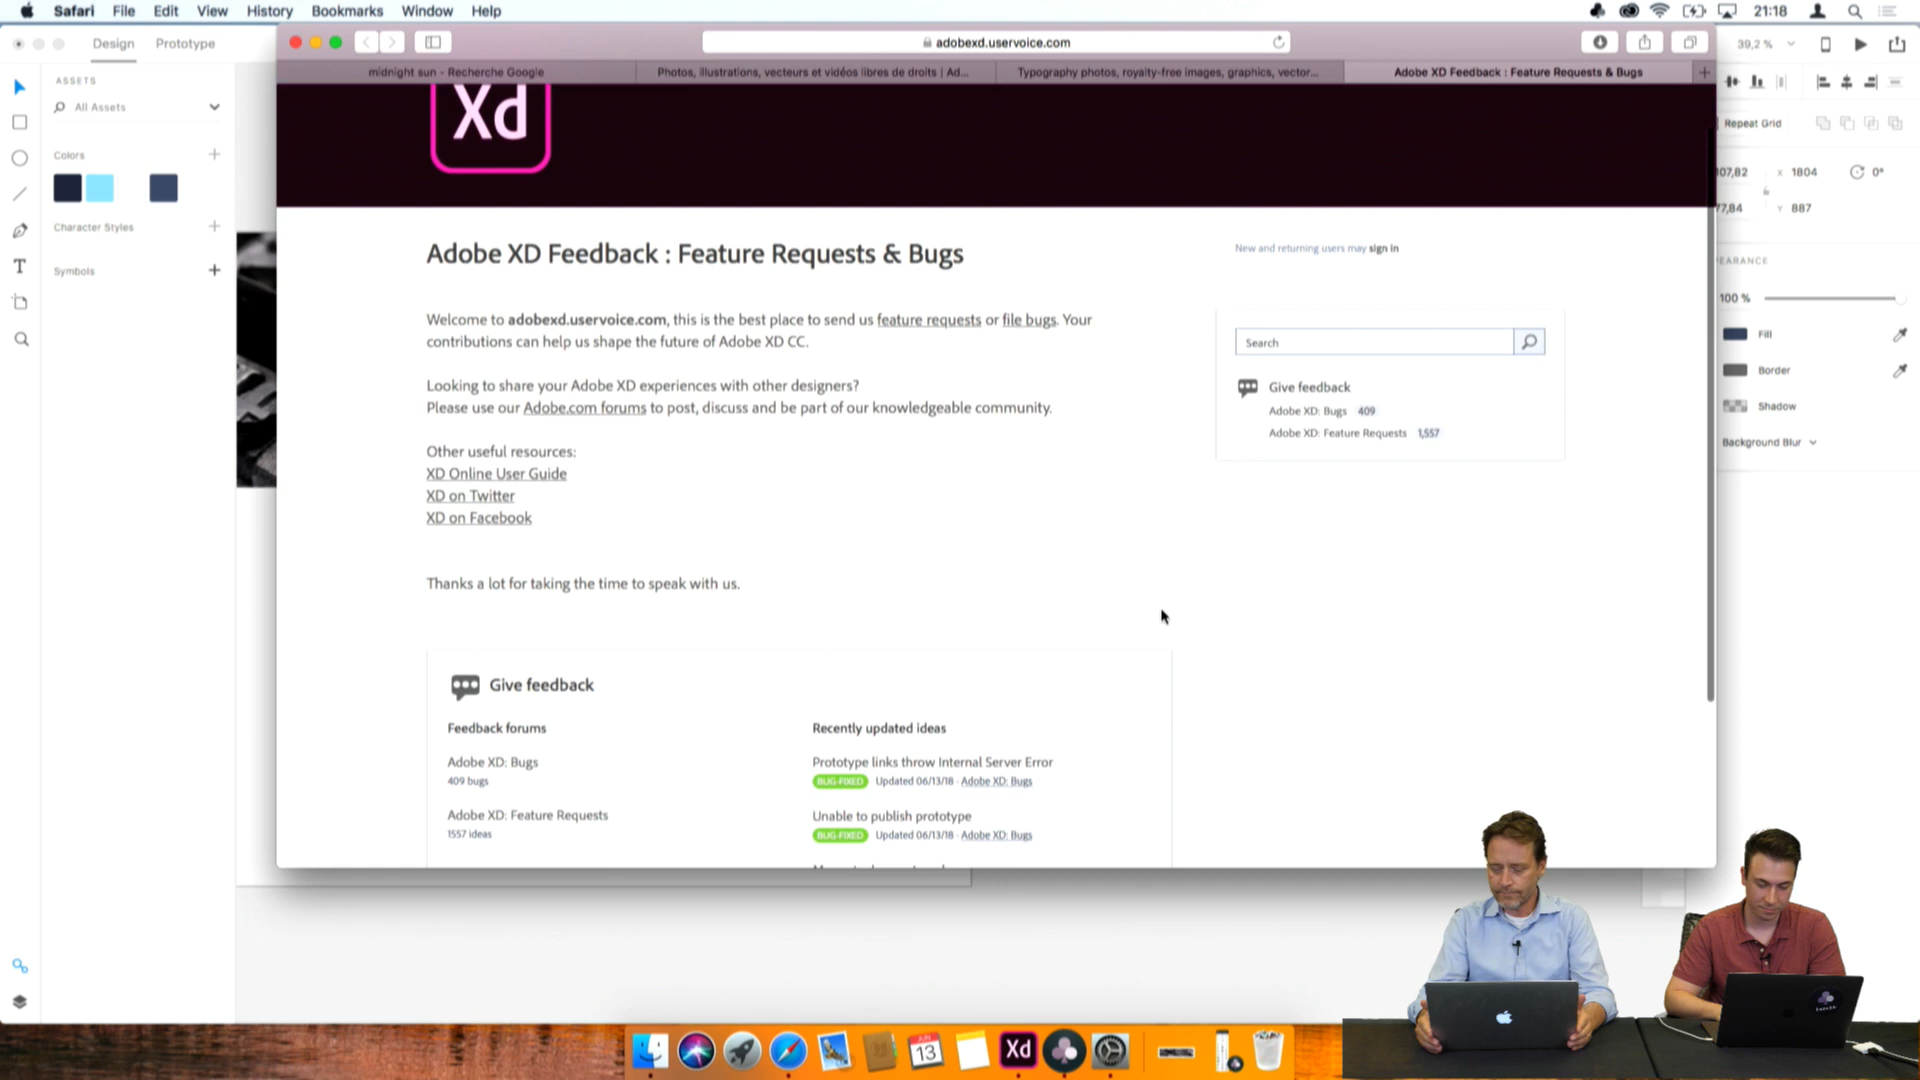 Safari File Edit View History Bookmarks Window Help
21:18
Design Prototype
adobexd.uservoice.com
39,2 %
midnight sun - Recherche Google
Photos, illustrations, vecteurs et vidéos libres de droits | Ad...
Typography photos, royalty-free images, graphics, vector...
Adobe XD Feedback : Feature Requests & Bugs
ASSETS
All Assets
Colors
Character Styles
Symbols
Xd
Repeat Grid
07,82 X 1804 0°
77,84 Y 887
EARANCE
100 %
Fill
Border
Shadow
Background Blur
Adobe XD Feedback : Feature Requests & Bugs
New and returning users may sign in
Welcome to adobexd.uservoice.com, this is the best place to send us feature requests or file bugs. Your
contributions can help us shape the future of Adobe XD CC.
Looking to share your Adobe XD experiences with other designers?
Please use our Adobe.com forums to post, discuss and be part of our knowledgeable community.
Other useful resources:
XD Online User Guide
XD on Twitter
XD on Facebook
Thanks a lot for taking the time to speak with us.
Search
Give feedback
Adobe XD: Bugs 409
Adobe XD: Feature Requests 1,557
Give feedback
Feedback forums
Adobe XD: Bugs
409 bugs
Adobe XD: Feature Requests
1557 ideas
Recently updated ideas
Prototype links throw Internal Server Error
BUG-FIXED Updated 06/13/18 · Adobe XD: Bugs
Unable to publish prototype
BUG-FIXED Updated 06/13/18 · Adobe XD: Bugs
13
Xd